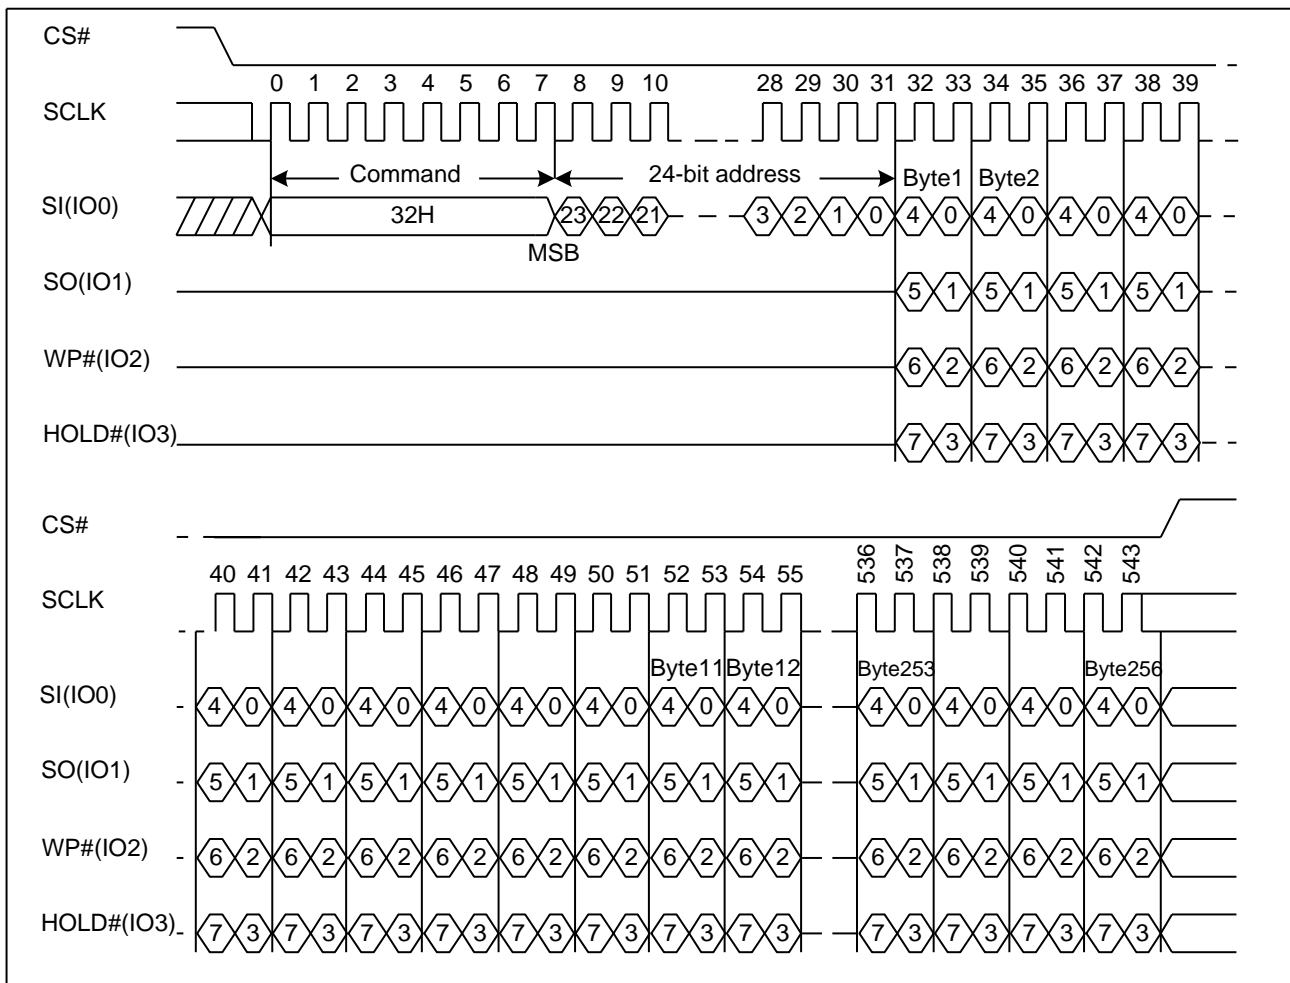 CS#
0 1 2 3 4 5 6 7 8 9 10 28 29 30 31 32 33 34 35 36 37 38 39
SCLK
Command 24-bit address Byte1 Byte2
SI(IO0) 32H 23 22 21 3 2 1 0 4 0 4 0 4 0 4 0
MSB
SO(IO1) 5 1 5 1 5 1 5 1
WP#(IO2) 6 2 6 2 6 2 6 2
HOLD#(IO3) 7 3 7 3 7 3 7 3
CS#
40 41 42 43 44 45 46 47 48 49 50 51 52 53 54 55 536 537 538 539 540 541 542 543
SCLK
Byte11 Byte12 Byte253 Byte256
SI(IO0) 4 0 4 0 4 0 4 0 4 0 4 0 4 0 4 0 4 0 4 0 4 0 4 0
SO(IO1) 5 1 5 1 5 1 5 1 5 1 5 1 5 1 5 1 5 1 5 1 5 1 5 1
WP#(IO2) 6 2 6 2 6 2 6 2 6 2 6 2 6 2 6 2 6 2 6 2 6 2 6 2
HOLD#(IO3) 7 3 7 3 7 3 7 3 7 3 7 3 7 3 7 3 7 3 7 3 7 3 7 3